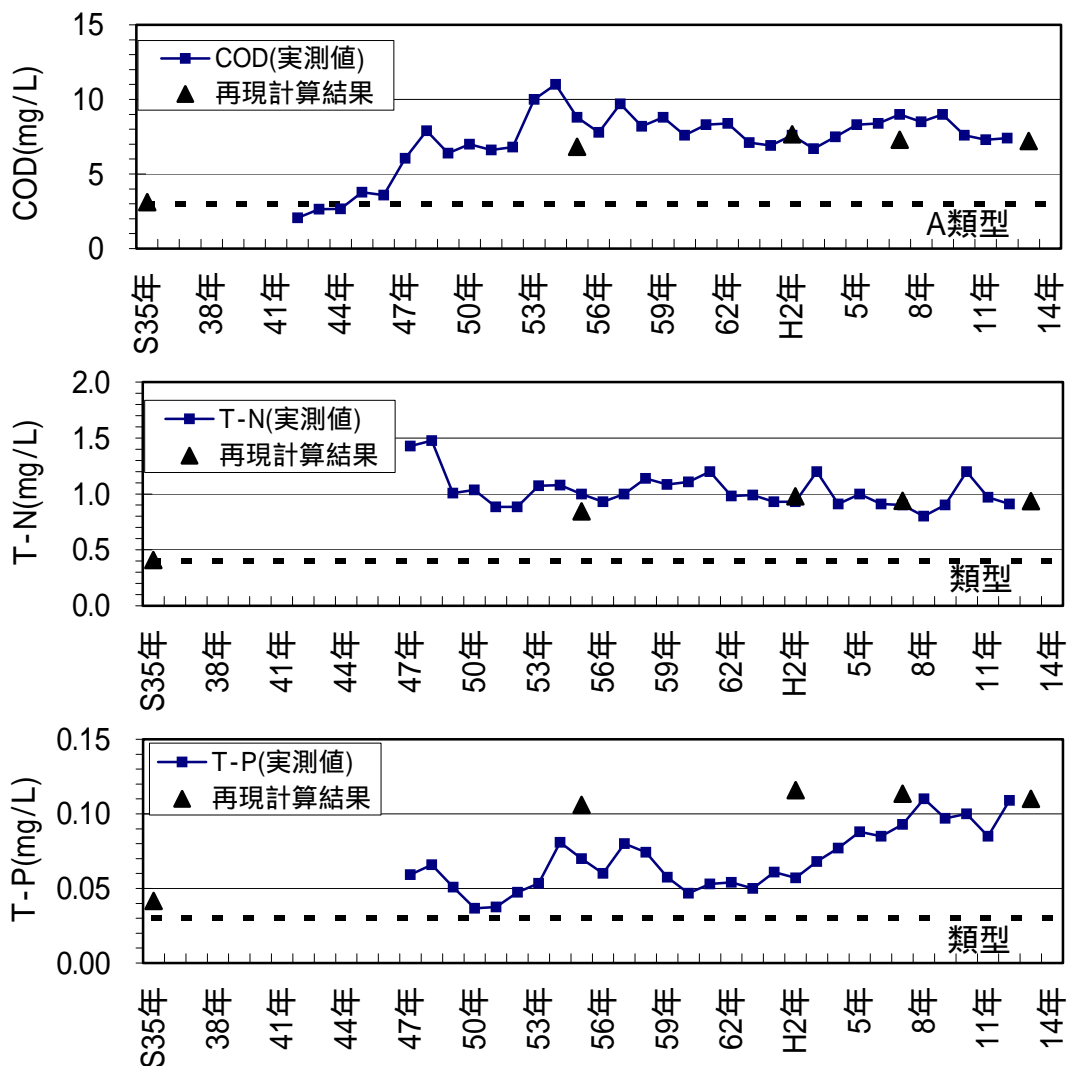 COD(mg/L)
15
10
5
0
COD(実測値)
再現計算結果
A類型
S35年 38年 41年 44年 47年 50年 53年 56年 59年 62年 H2年 5年 8年 11年 14年
T-N(mg/L)
2.0
1.5
1.0
0.5
0.0
T-N(実測値)
再現計算結果
類型
S35年 38年 41年 44年 47年 50年 53年 56年 59年 62年 H2年 5年 8年 11年 14年
T-P(mg/L)
0.15
0.10
0.05
0.00
T-P(実測値)
再現計算結果
類型
S35年 38年 41年 44年 47年 50年 53年 56年 59年 62年 H2年 5年 8年 11年 14年